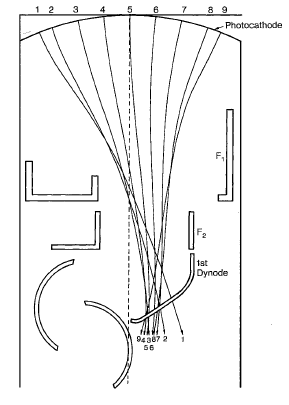 1 2 3 4 5 6 7 8 9
Photocathode
F1
F2
1st
Dynode
9 4 3 8 7 2 1
5 6